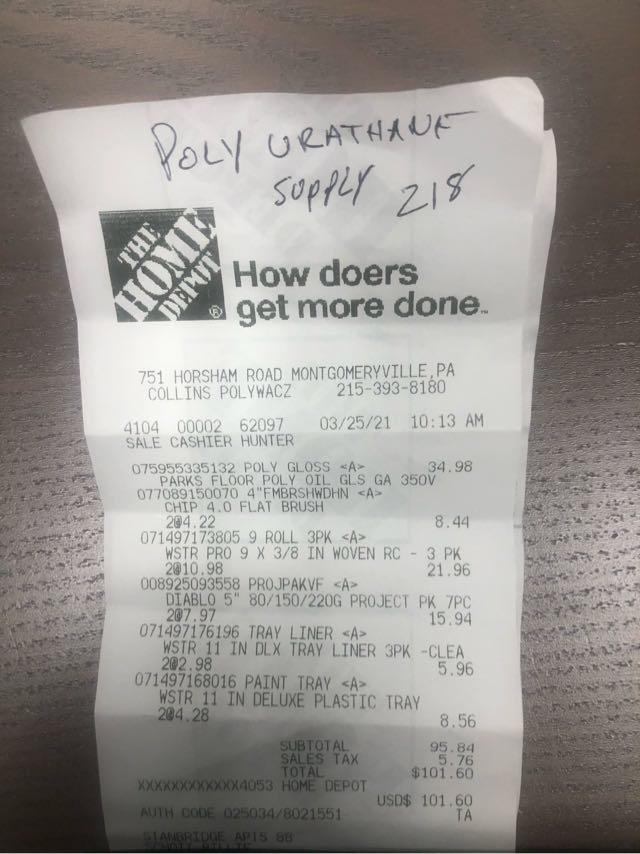 POLY URATHANE
SUPPLY 218
THE
HOME
DEPOT
®
How doers
get more done™
751 HORSHAM ROAD MONTGOMERYVILLE,PA
COLLINS POLYWACZ 215-393-8180
4104 00002 62097 03/25/21 10:13 AM
SALE CASHIER HUNTER
075955335132 POLY GLOSS <A> 34.98
PARKS FLOOR POLY OIL GLS GA 350V
077089150070 4"FMBRSHWDHN <A>
CHIP 4.0 FLAT BRUSH
2@4.22 8.44
071497173805 9 ROLL 3PK <A>
WSTR PRO 9 X 3/8 IN WOVEN RC - 3 PK
2@10.98 21.96
008925093558 PROJPAKVF <A>
DIABLO 5" 80/150/220G PROJECT PK 7PC
2@7.97 15.94
071497176196 TRAY LINER <A>
WSTR 11 IN DLX TRAY LINER 3PK -CLEA
2@2.98 5.96
071497168016 PAINT TRAY <A>
WSTR 11 IN DELUXE PLASTIC TRAY
2@4.28 8.56
SUBTOTAL 95.84
SALES TAX 5.76
TOTAL $101.60
XXXXXXXXXXXX4053 HOME DEPOT
USD$ 101.60
AUTH CODE 025034/8021551 TA
STANBRIDGE APTS 88